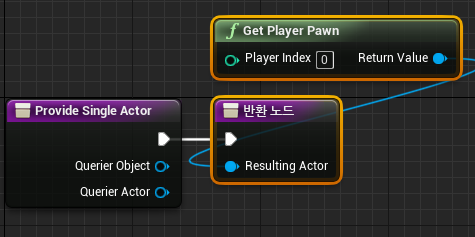 Get Player Pawn
Player Index 0 Return Value
Provide Single Actor
반환 노드
Querier Object
Resulting Actor
Querier Actor